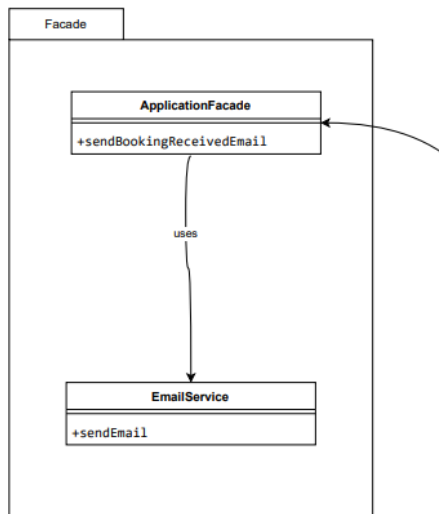 Facade
ApplicationFacade
+sendBookingReceivedEmail
uses
EmailService
+sendEmail